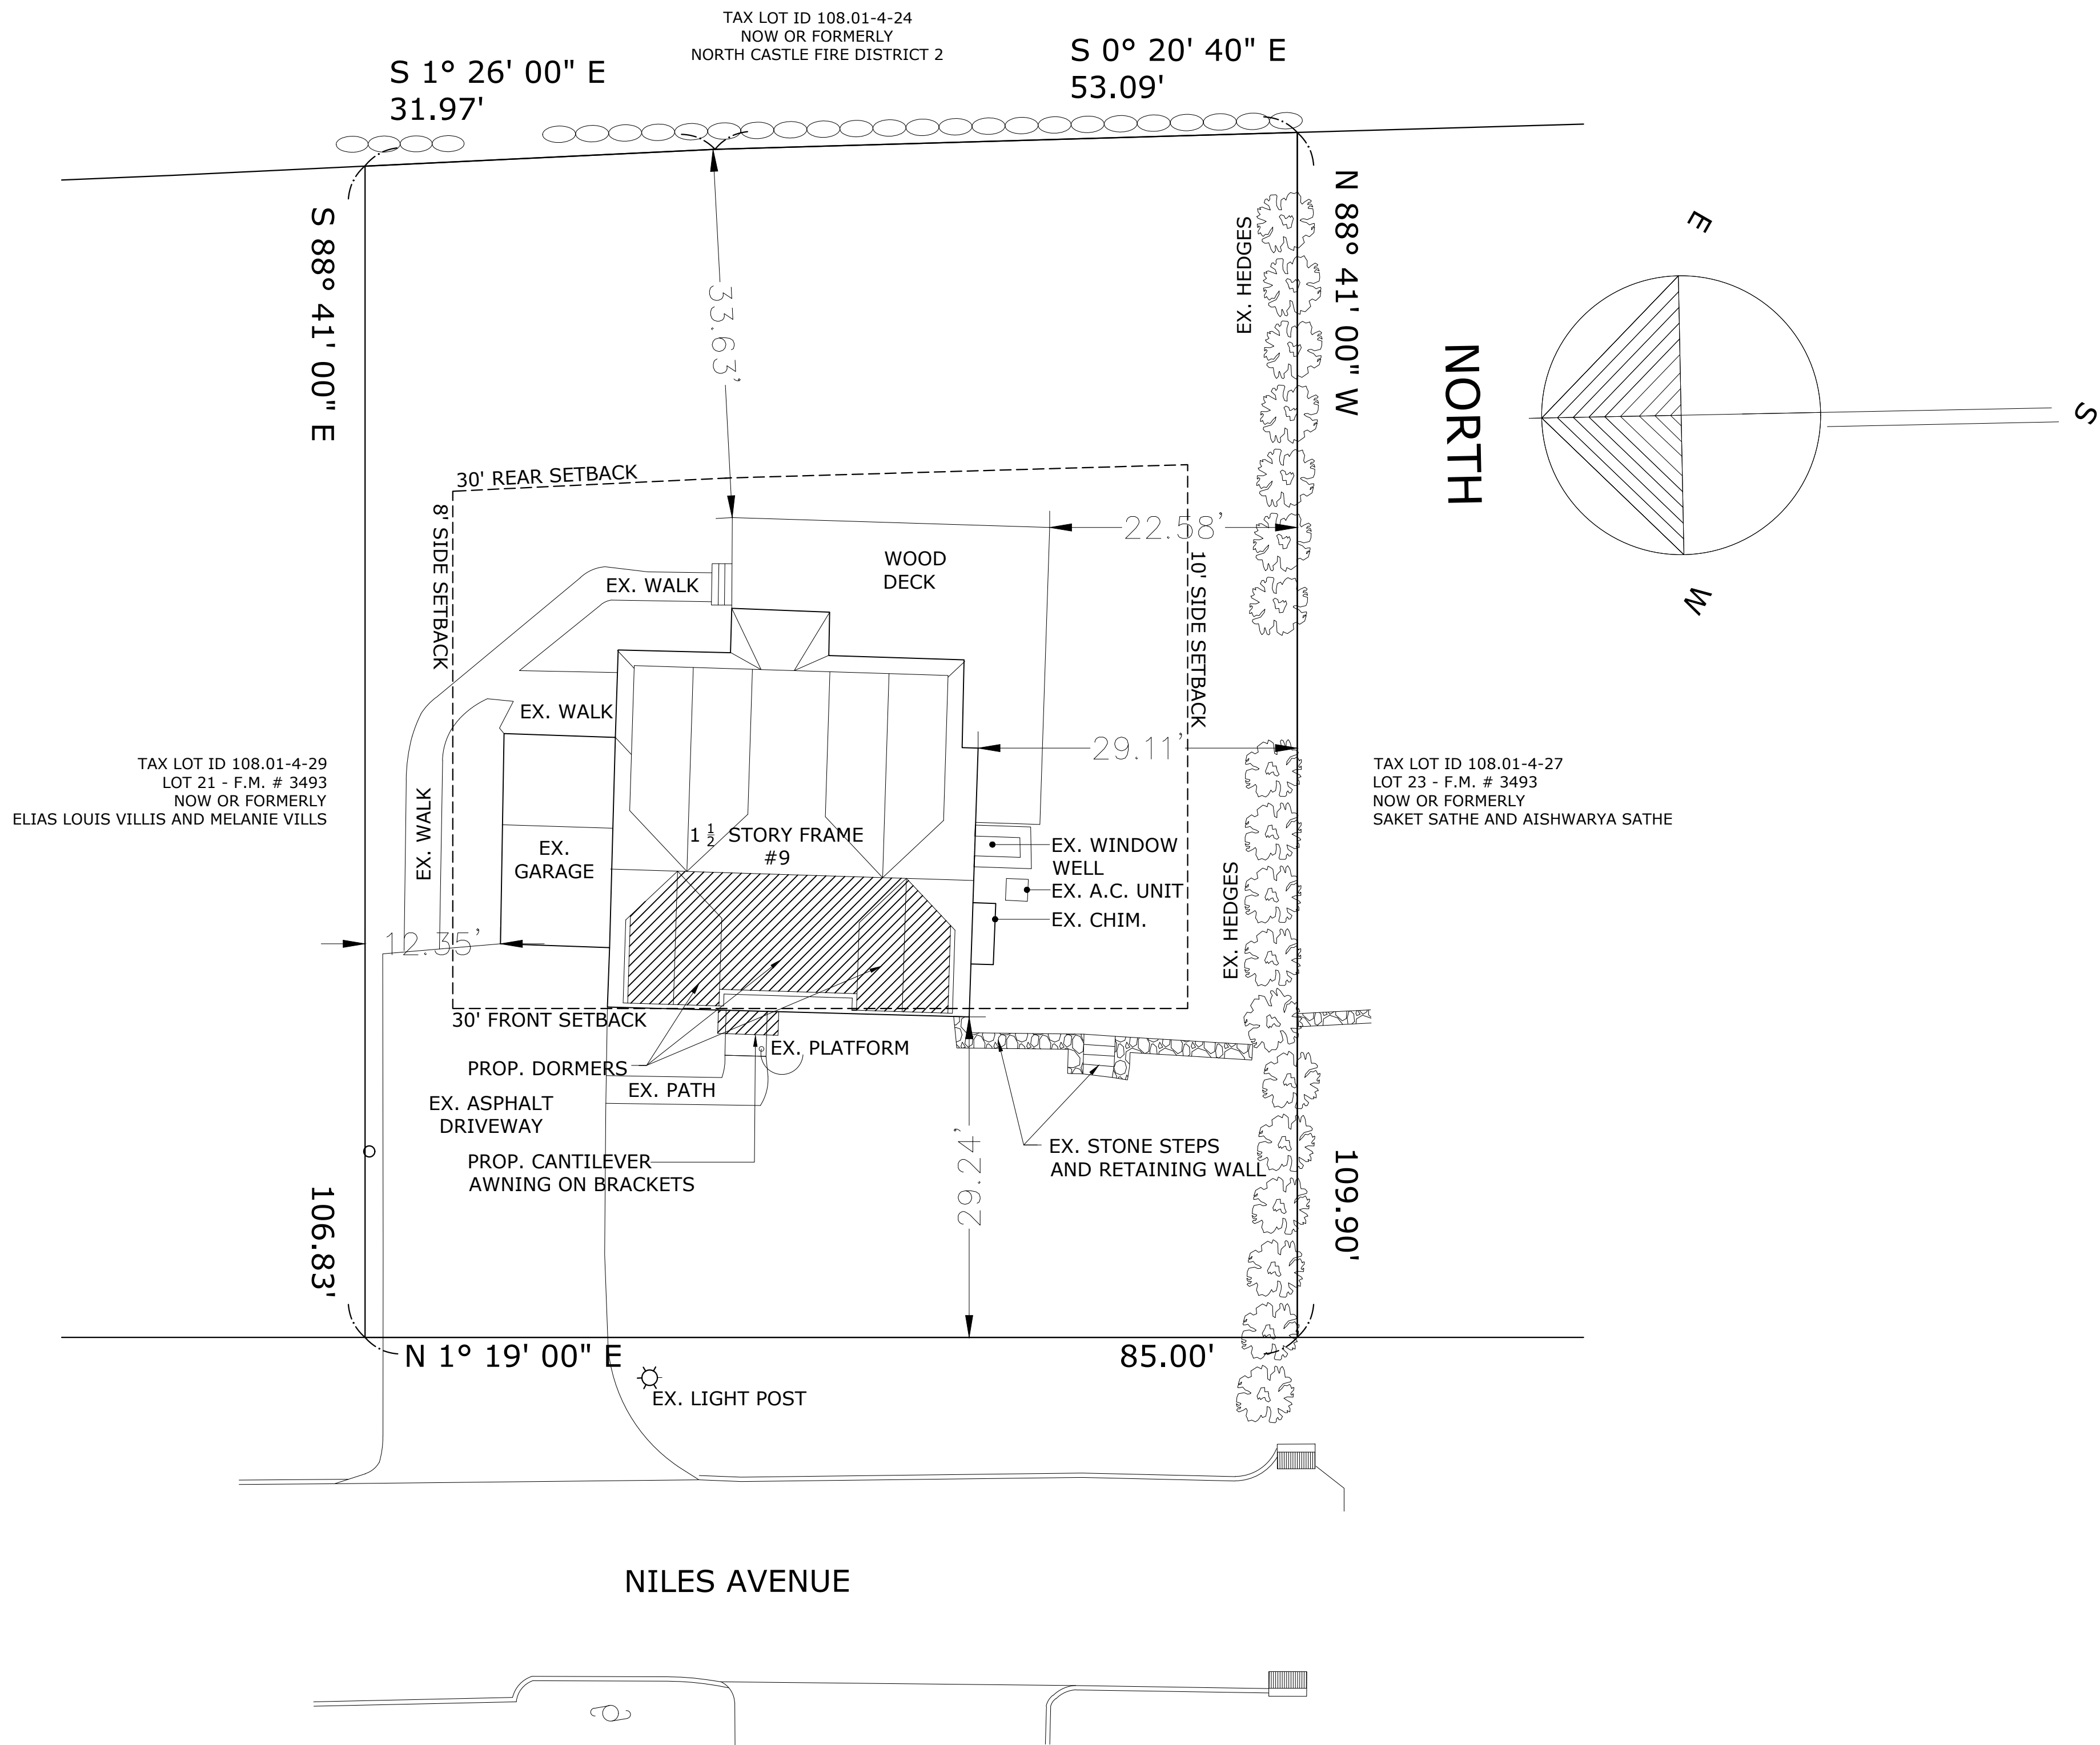 TAX LOT ID 108.01-4-24
NOW OR FORMERLY
NORTH CASTLE FIRE DISTRICT 2
S 1° 26' 00" E
31.97'
S 0° 20' 40" E
53.09'
S 88° 41' 00" E
106.83'
N 88° 41' 00" W
109.90'
E
NORTH
S
W
33.63'
EX. HEDGES
30' REAR SETBACK
8' SIDE SETBACK
10' SIDE SETBACK
22.58'
WOOD
DECK
EX. WALK
EX. WALK
EX. WALK
29.11'
TAX LOT ID 108.01-4-29
LOT 21 - F.M. # 3493
NOW OR FORMERLY
ELIAS LOUIS VILLIS AND MELANIE VILLS
TAX LOT ID 108.01-4-27
LOT 23 - F.M. # 3493
NOW OR FORMERLY
SAKET SATHE AND AISHWARYA SATHE
1 1/2 STORY FRAME
#9
EX.
GARAGE
EX. WINDOW
WELL
EX. A.C. UNIT
EX. CHIM.
EX. HEDGES
12.35'
30' FRONT SETBACK
EX. PLATFORM
PROP. DORMERS
EX. PATH
EX. ASPHALT
DRIVEWAY
PROP. CANTILEVER
AWNING ON BRACKETS
29.24'
EX. STONE STEPS
AND RETAINING WALL
N 1° 19' 00" E
85.00'
EX. LIGHT POST
NILES AVENUE